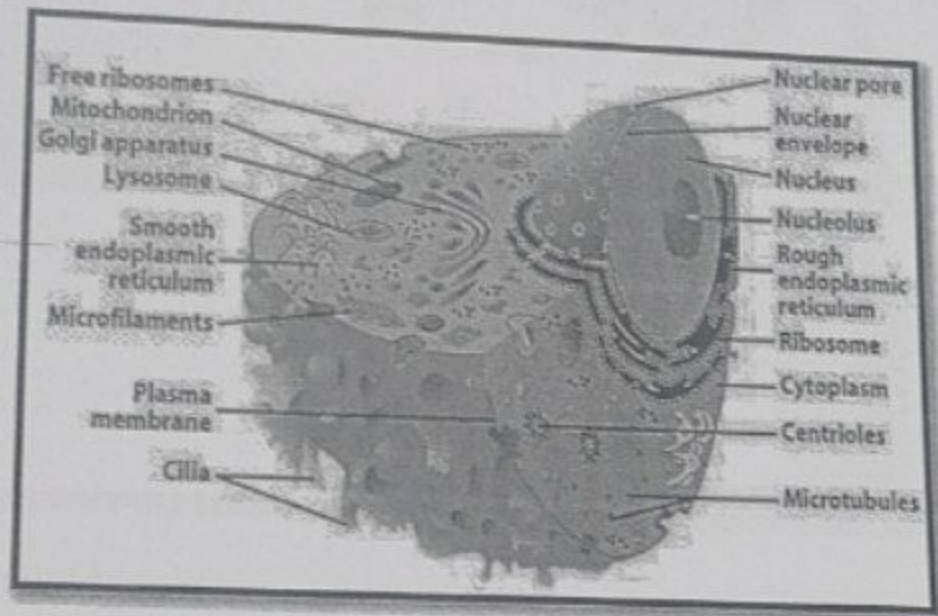 Free ribosomes
Mitochondrion
Golgi apparatus
Lysosome
Smooth
endoplasmic
reticulum
Microfilaments
Plasma
membrane
Cilia
Nuclear pore
Nuclear
envelope
Nucleus
Nucleolus
Rough
endoplasmic
reticulum
Ribosome
Cytoplasm
Centrioles
Microtubules